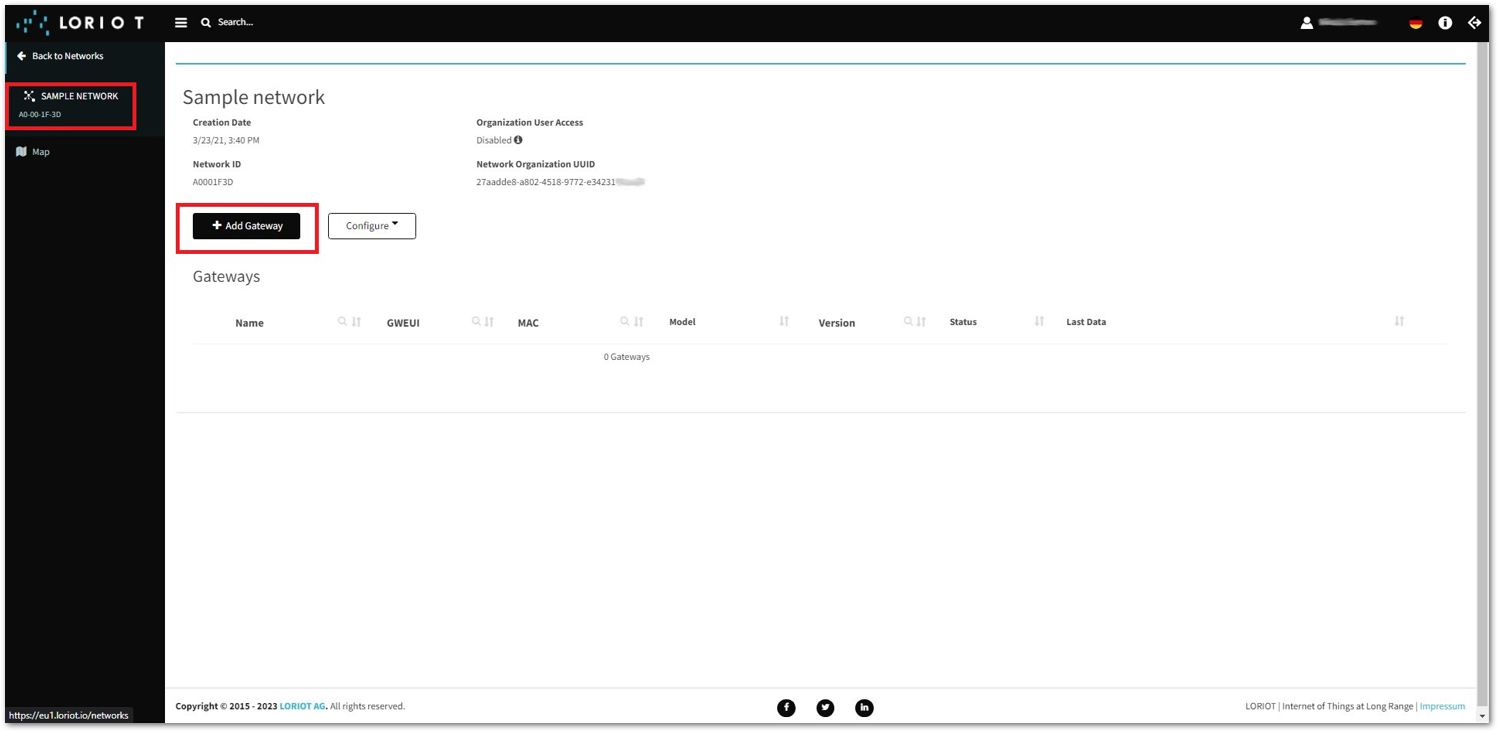 LORIOT
Search...
Back to Networks
SAMPLE NETWORK
A0-00-1F-3D
Map
Sample network
Creation Date
Organization User Access
3/23/21, 3:40 PM
Disabled
Network ID
Network Organization UUID
A0001F3D
27aadde8-a802-4518-9772-e34231
Add Gateway
Configure
Gateways
Name GWEUI MAC Model Version Status Last Data
0 Gateways
Copyright © 2015 - 2023 LORIOT AG. All rights reserved.
LORIOT | Internet of Things at Long Range | Impressum
https://eu1.loriot.io/networks